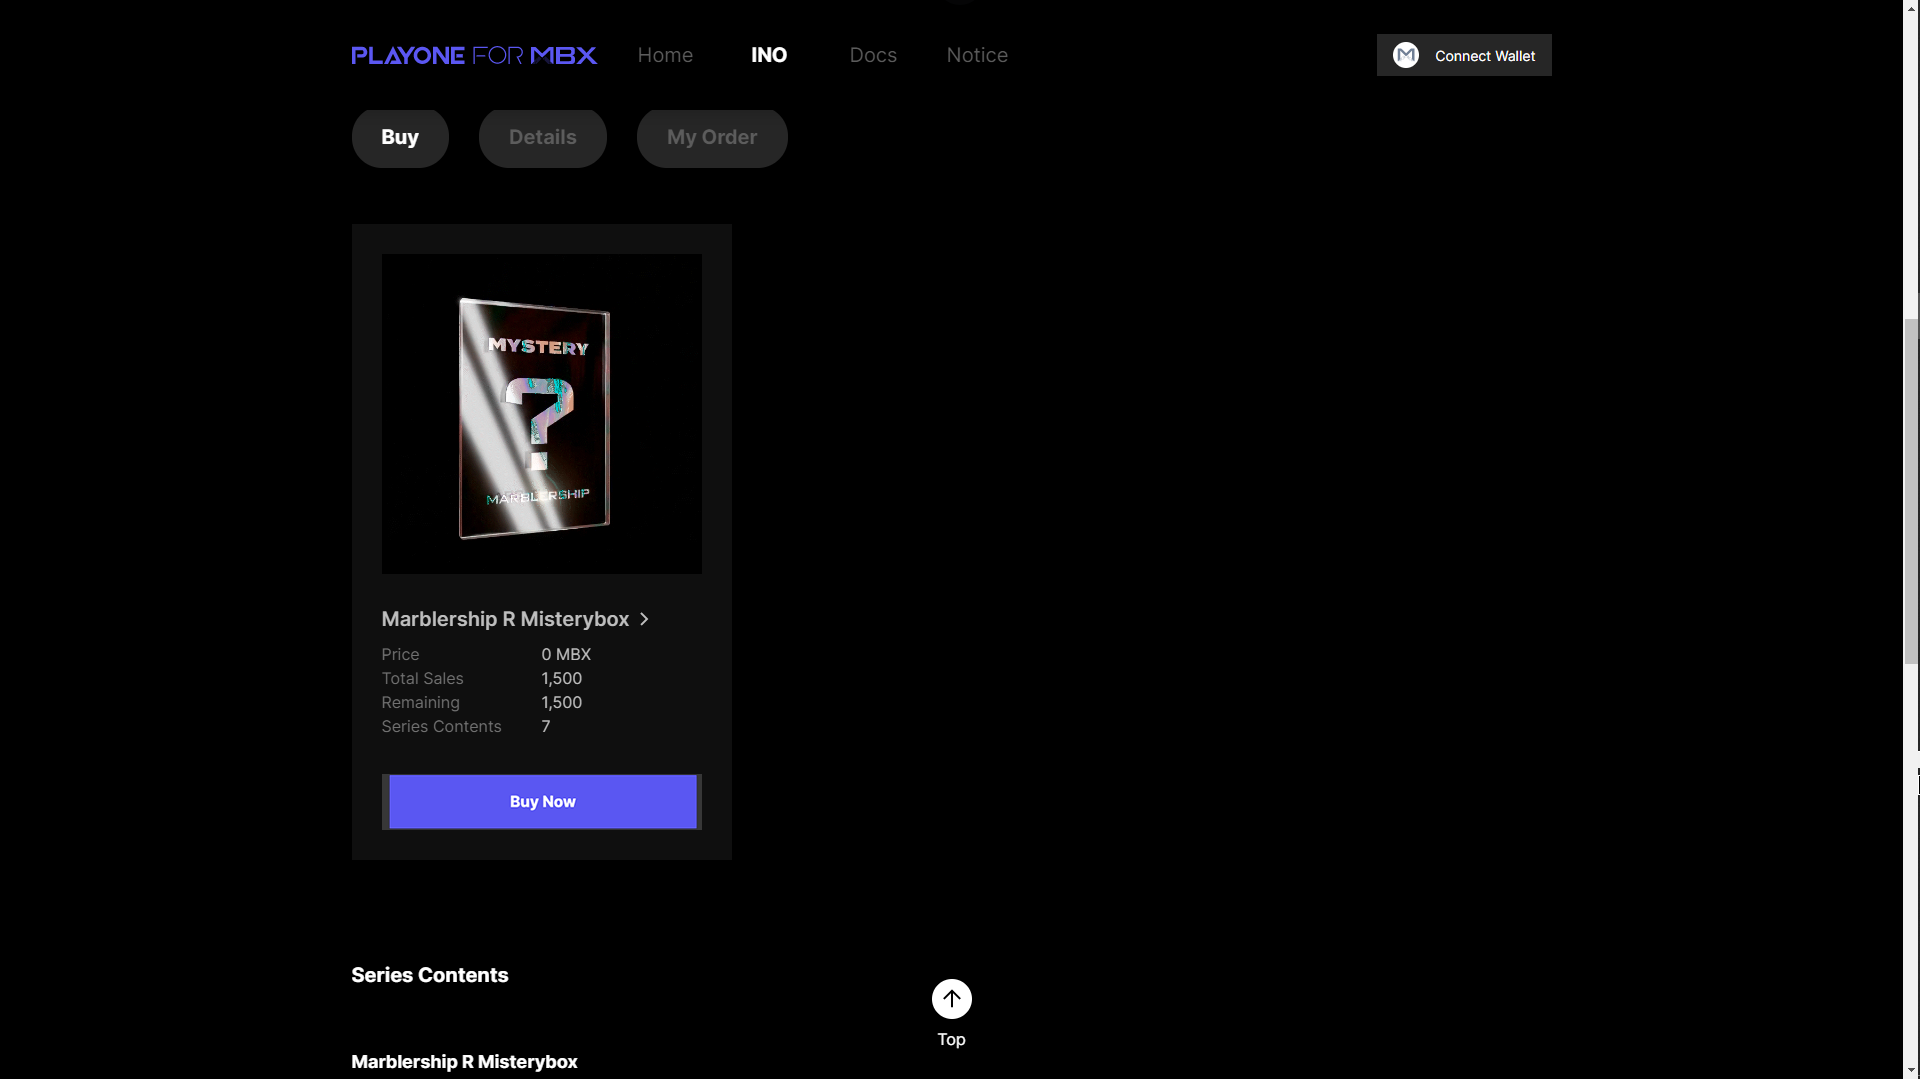 PLAYONE FOR MBX
Home
INO
Docs
Notice
Connect Wallet
Buy
Details
My Order
MYSTERY
?
MARBLERSHIP
Marblership R Misterybox
Price 0 MBX
Total Sales 1,500
Remaining 1,500
Series Contents 7
Buy Now
Series Contents
Top
Marblership R Misterybox